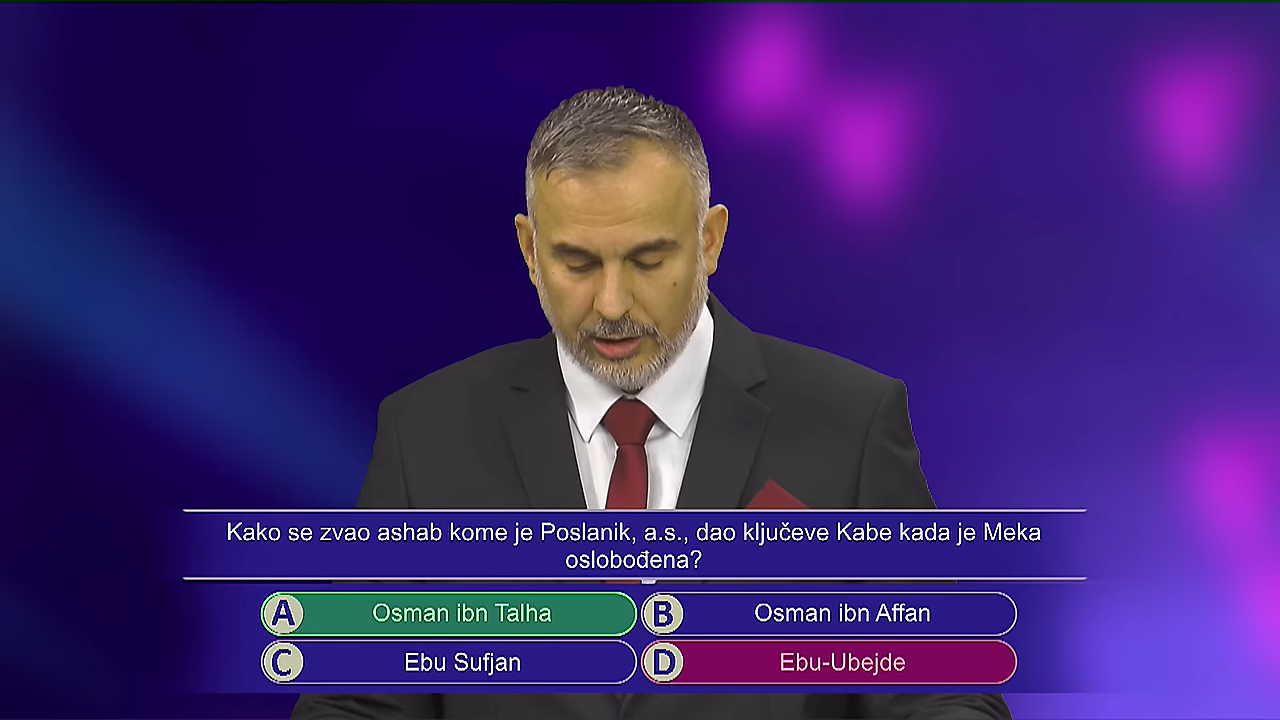 Kako se zvao ashab kome je Poslanik, a.s., dao ključeve Kabe kada je Meka
oslobođena?
A Osman ibn Talha
B Osman ibn Affan
C Ebu Sufjan
D Ebu-Ubejde